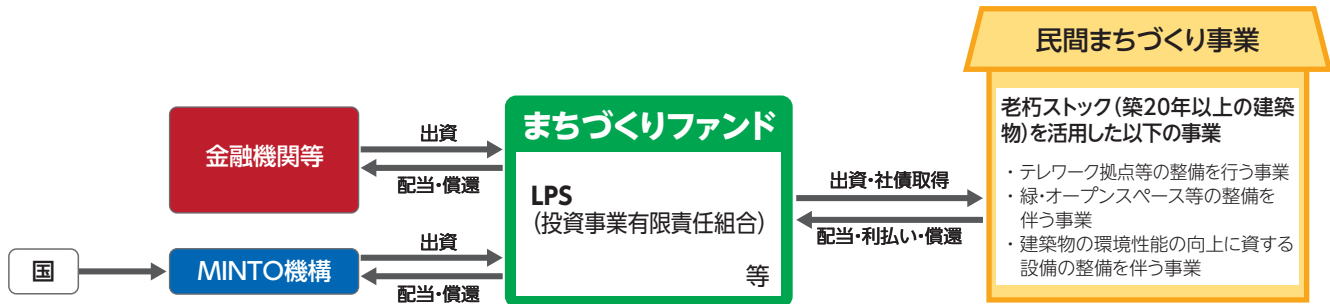 金融機関等
国
MINTO機構
出資
配当・償還
出資
配当・償還
まちづくりファンド
LPS
（投資事業有限責任組合）
等
出資・社債取得
配当・利払い・償還
民間まちづくり事業
老朽ストック（築20年以上の建築
物）を活用した以下の事業
・テレワーク拠点等の整備を行う事業
・緑・オープンスペース等の整備を
伴う事業
・建築物の環境性能の向上に資する
設備の整備を伴う事業